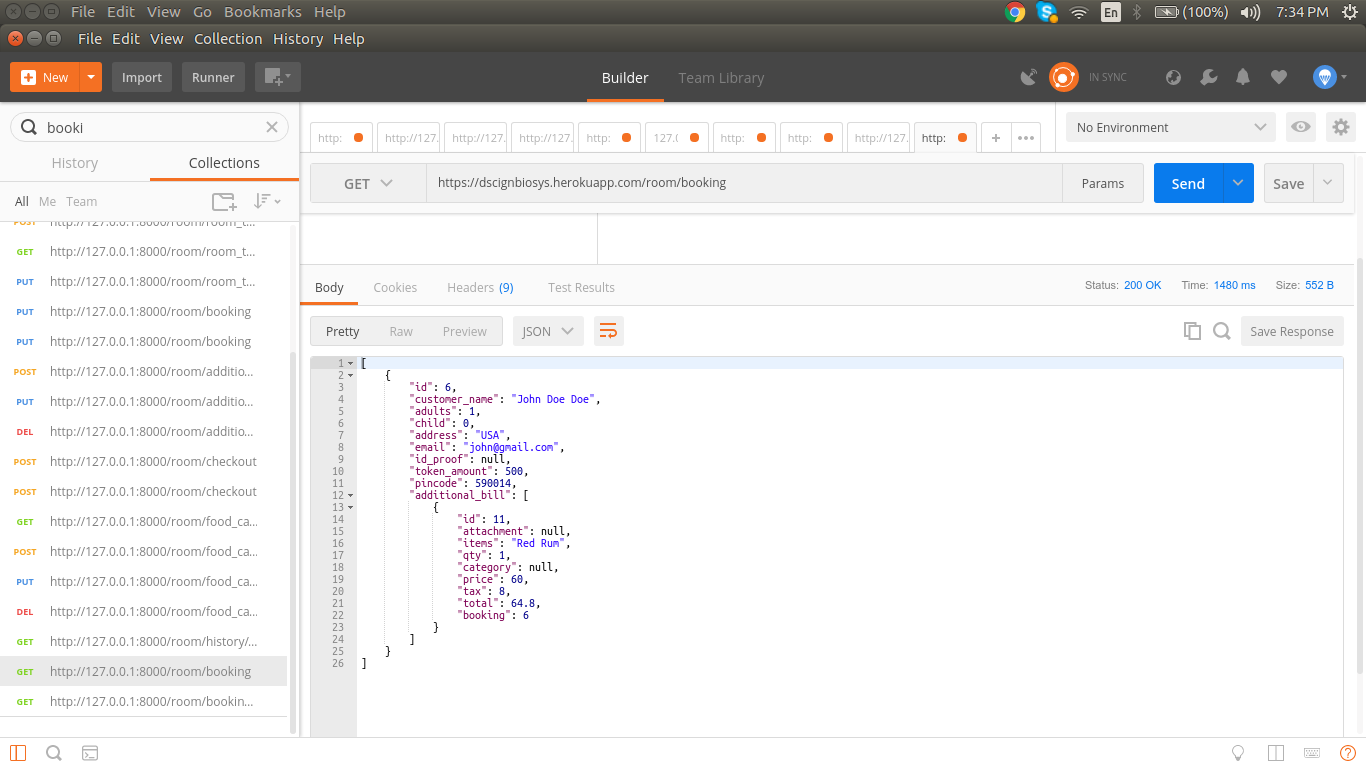 File Edit View Go Bookmarks Help
En (100%) 7:34 PM
File Edit View Collection History Help
New Import Runner Builder Team Library IN SYNC
booki
History Collections
All Me Team
http: http://127. http://127. http://127. http: 127.( http: http: http://127. http: + •••
No Environment
GET https://dscignbiosys.herokuapp.com/room/booking Params Send Save
POST http://127.0.0.1:8000/room/room_t...
GET http://127.0.0.1:8000/room/room_t...
PUT http://127.0.0.1:8000/room/room_t...
PUT http://127.0.0.1:8000/room/booking
PUT http://127.0.0.1:8000/room/booking
POST http://127.0.0.1:8000/room/additio...
PUT http://127.0.0.1:8000/room/additio...
DEL http://127.0.0.1:8000/room/additio...
POST http://127.0.0.1:8000/room/checkout
POST http://127.0.0.1:8000/room/checkout
GET http://127.0.0.1:8000/room/food_ca...
POST http://127.0.0.1:8000/room/food_ca...
PUT http://127.0.0.1:8000/room/food_ca...
DEL http://127.0.0.1:8000/room/food_ca...
GET http://127.0.0.1:8000/room/history/...
GET http://127.0.0.1:8000/room/booking
GET http://127.0.0.1:8000/room/bookin...
Body Cookies Headers (9) Test Results Status: 200 OK Time: 1480 ms Size: 552 B
Pretty Raw Preview JSON Save Response
1 [
2 {
3 "id": 6,
4 "customer_name": "John Doe Doe",
5 "adults": 1,
6 "child": 0,
7 "address": "USA",
8 "email": "john@gmail.com",
9 "id_proof": null,
10 "token_amount": 500,
11 "pincode": 590014,
12 "additional_bill": [
13 {
14 "id": 11,
15 "attachment": null,
16 "items": "Red Rum",
17 "qty": 1,
18 "category": null,
19 "price": 60,
20 "tax": 8,
21 "total": 64.8,
22 "booking": 6
23 }
24 ]
25 }
26 ]